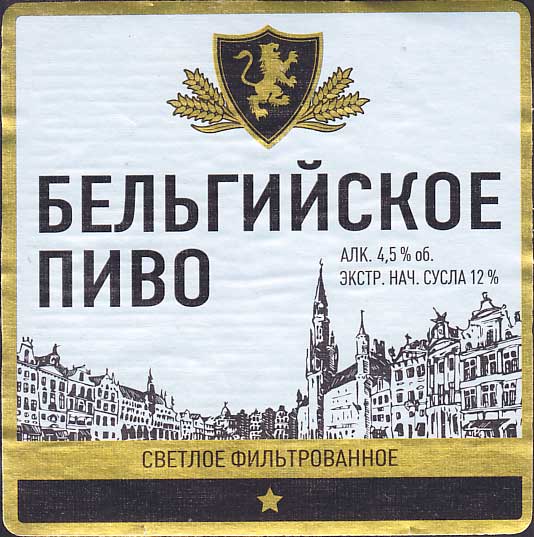 БЕЛЬГИЙСКОЕ
ПИВО
АЛК. 4,5 % об.
ЭКСТР. НАЧ. СУСЛА 12 %
СВЕТЛОЕ ФИЛЬТРОВАННОЕ